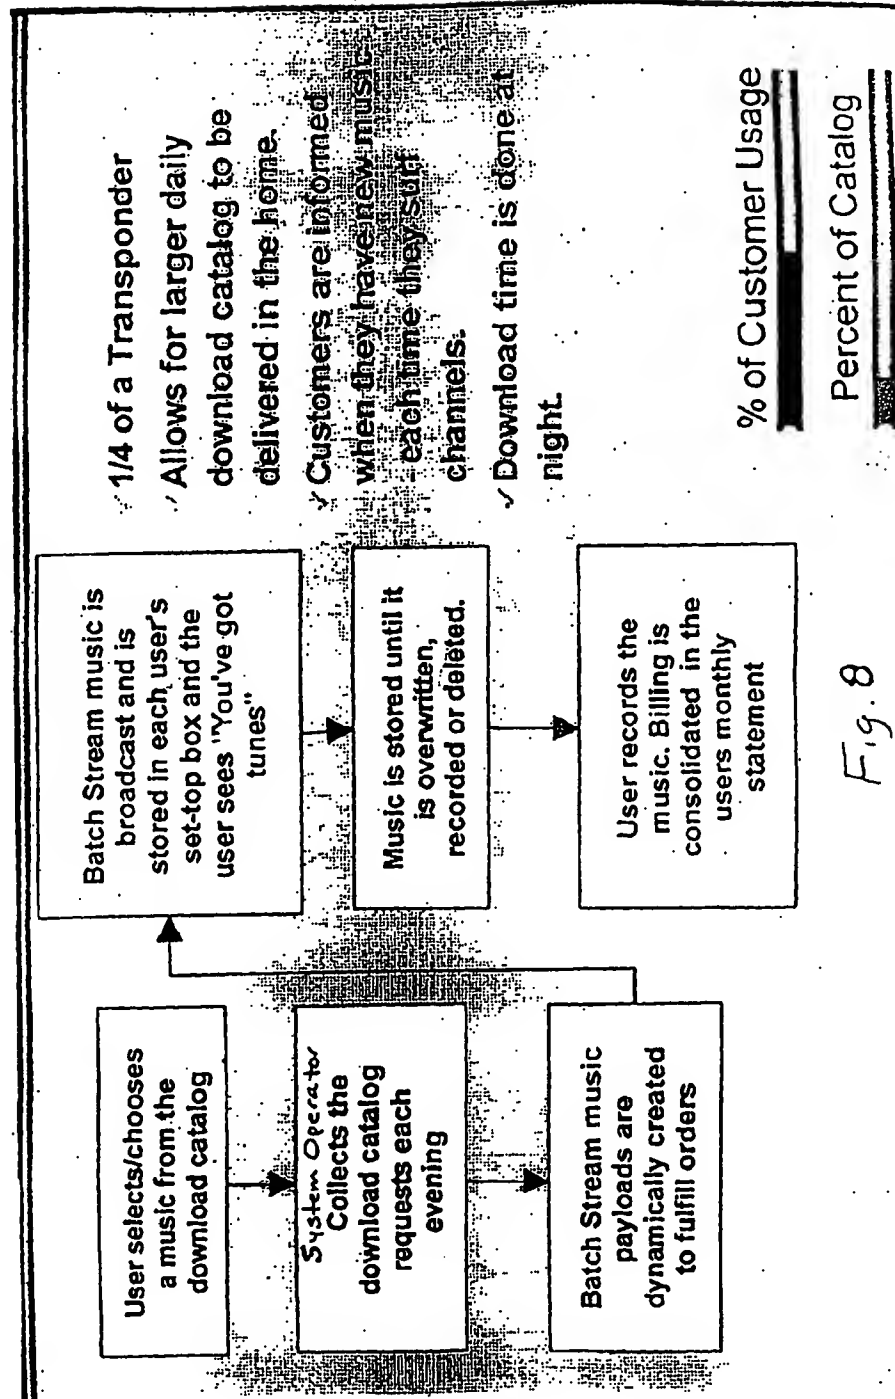 User selects/chooses
a music from the
download catalog
System Operator
Collects the
download catalog
requests each
evening
Batch Stream music
payloads are
dynamically created
to fulfill orders
Batch Stream music is
broadcast and is
stored in each user's
set-top box and the
user sees "You've got
tunes"
Music is stored until it
is overwritten,
recorded or deleted.
User records the
music. Billing is
consolidated in the
users monthly
statement
✓ 1/4 of a Transponder
✓ Allows for larger daily
download catalog to be
delivered in the home.
✓ Customers are informed
when they have new music
each time they surf
channels.
✓ Download time is done at
night.
% of Customer Usage
Percent of Catalog
Fig. 8